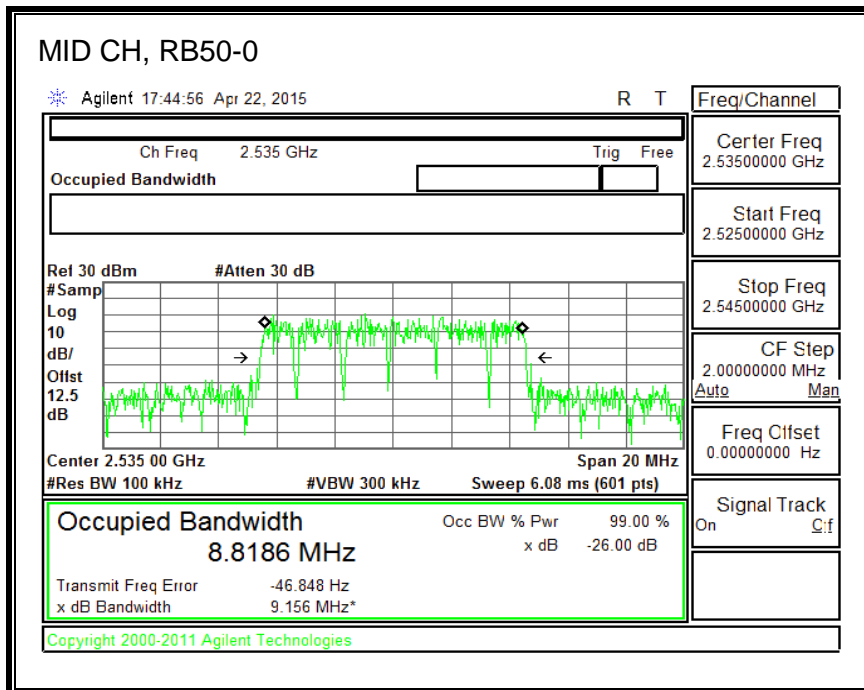 MID CH, RB50-0
Agilent 17:44:56 Apr 22, 2015 R T
Freq/Channel
Ch Freq 2.535 GHz Trig Free
Occupied Bandwidth
Center Freq
2.53500000 GHz
Start Freq
2.52500000 GHz
Stop Freq
2.54500000 GHz
CF Step
2.00000000 MHz
Auto Man
Freq Offset
0.00000000 Hz
Signal Track
On Off
Ref 30 dBm #Atten 30 dB
#Samp
Log
10
dB/
Offst
12.5
dB
Center 2.535 00 GHz Span 20 MHz
#Res BW 100 kHz #VBW 300 kHz Sweep 6.08 ms (601 pts)
Occupied Bandwidth
8.8186 MHz
Occ BW % Pwr 99.00 %
x dB -26.00 dB
Transmit Freq Error -46.848 Hz
x dB Bandwidth 9.156 MHz*
Copyright 2000-2011 Agilent Technologies